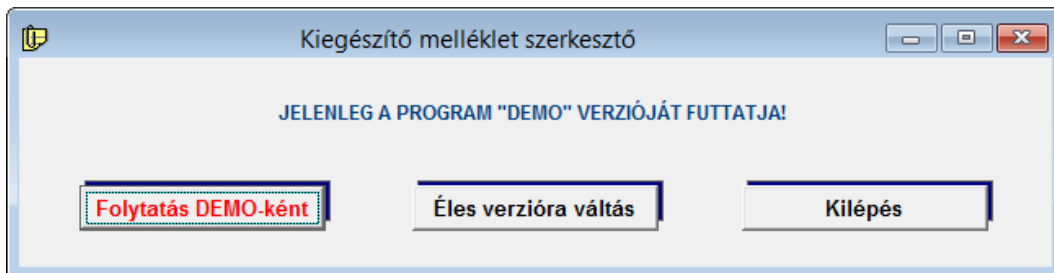 Kiegészítő melléklet szerkesztő
JELENLEG A PROGRAM "DEMO" VERZIÓJÁT FUTTATJA!
Folytatás DEMO-ként
Éles verzióra váltás
Kilépés